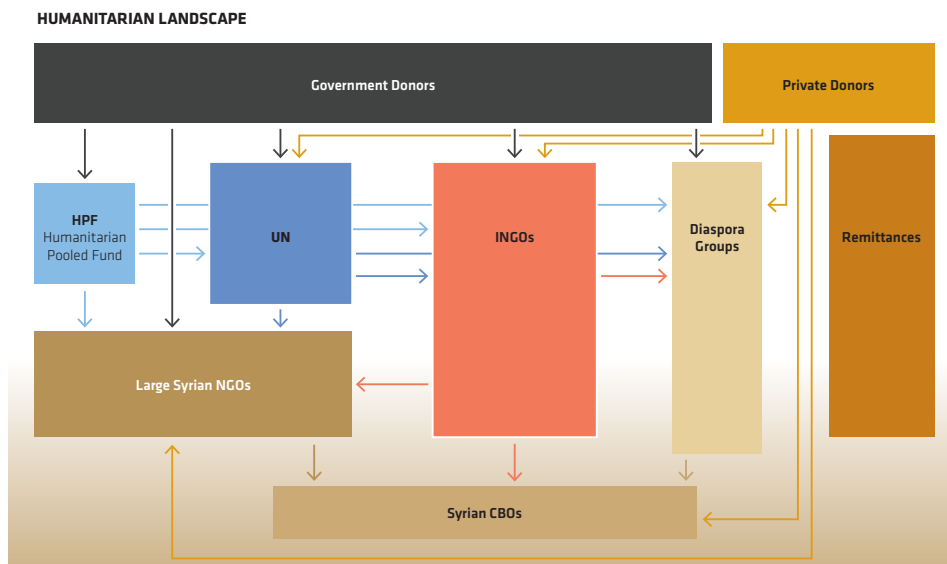 HUMANITARIAN LANDSCAPE
Government Donors
Private Donors
HPF
Humanitarian
Pooled Fund
UN
INGOs
Diaspora
Groups
Remittances
Large Syrian NGOs
Syrian CBOs